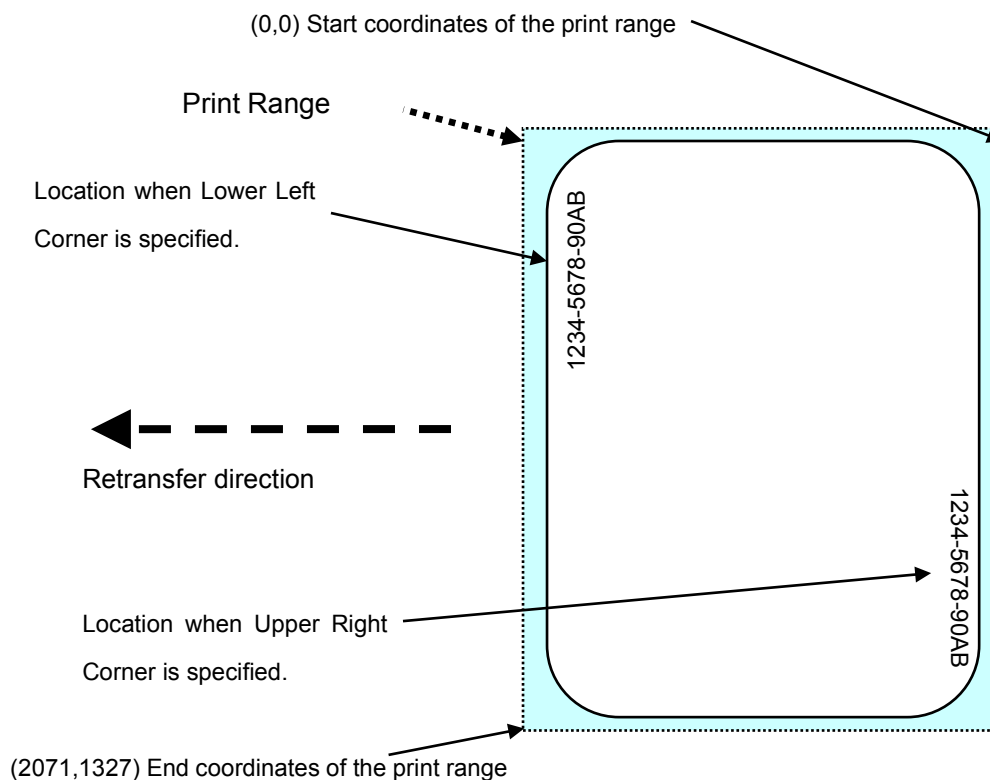 (0,0) Start coordinates of the print range
Print Range
Location when Lower Left
Corner is specified.
1234-5678-90AB
Retransfer direction
1234-5678-90AB
Location when Upper Right
Corner is specified.
(2071,1327) End coordinates of the print range